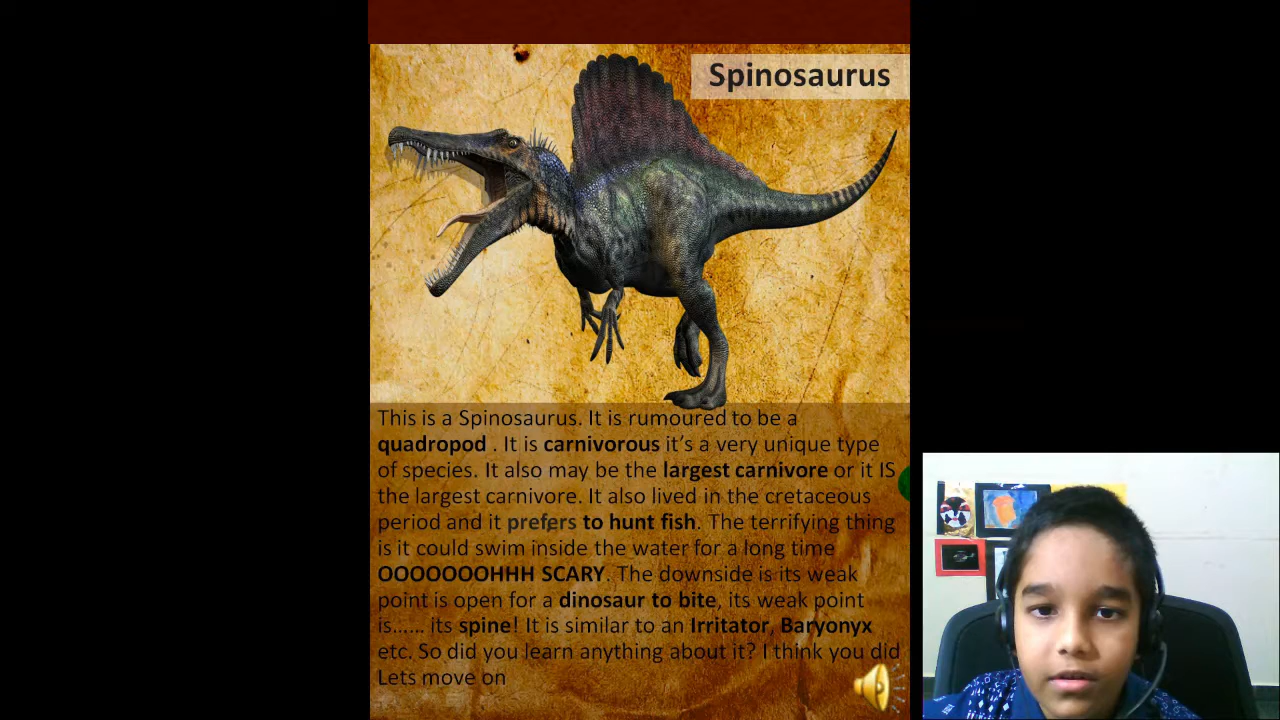 Spinosaurus
This is a Spinosaurus. It is rumoured to be a
quadropod . It is carnivorous it’s a very unique type
of species. It also may be the largest carnivore or it IS
the largest carnivore. It also lived in the cretaceous
period and it prefers to hunt fish. The terrifying thing
is it could swim inside the water for a long time
OOOOOOOHHH SCARY. The downside is its weak
point is open for a dinosaur to bite, its weak point
is...... its spine! It is similar to an Irritator, Baryonyx
etc. So did you learn anything about it? I think you did
Lets move on